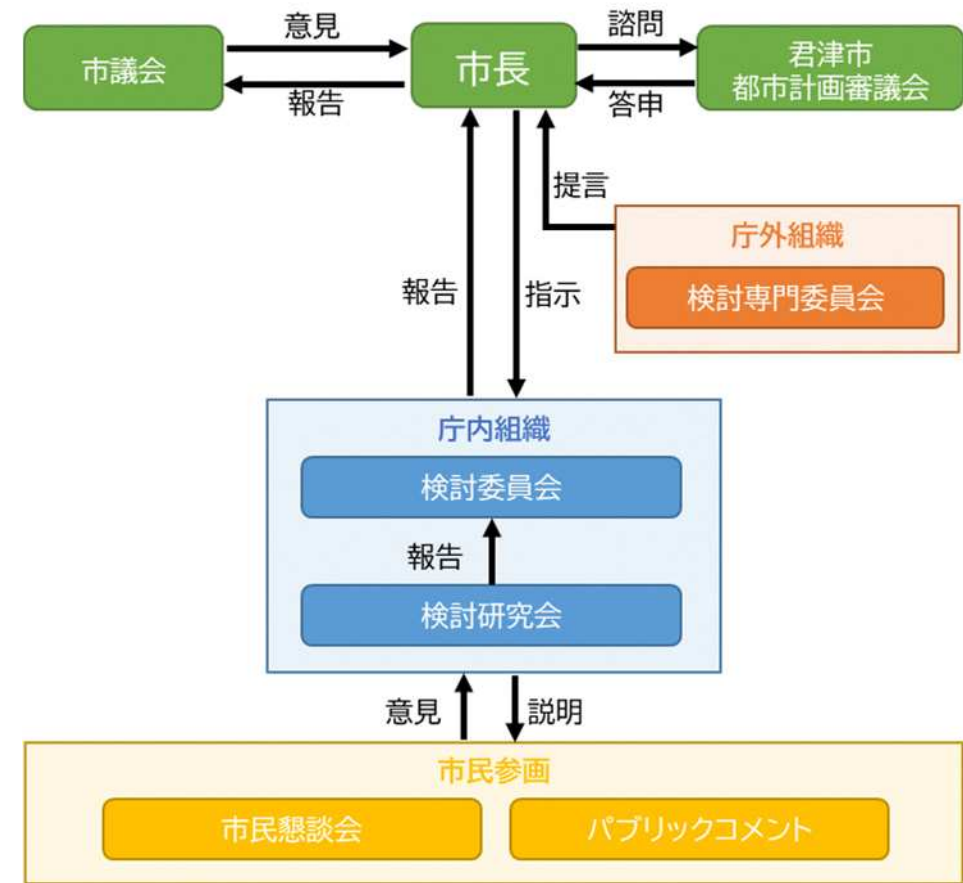 意見
市議会
市長
報告
諮問
君津市
都市計画審議会
答申
提言
庁外組織
検討専門委員会
報告
指示
庁内組織
検討委員会
報告
検討研究会
意見
説明
市民参画
市民懇談会
パブリックコメント